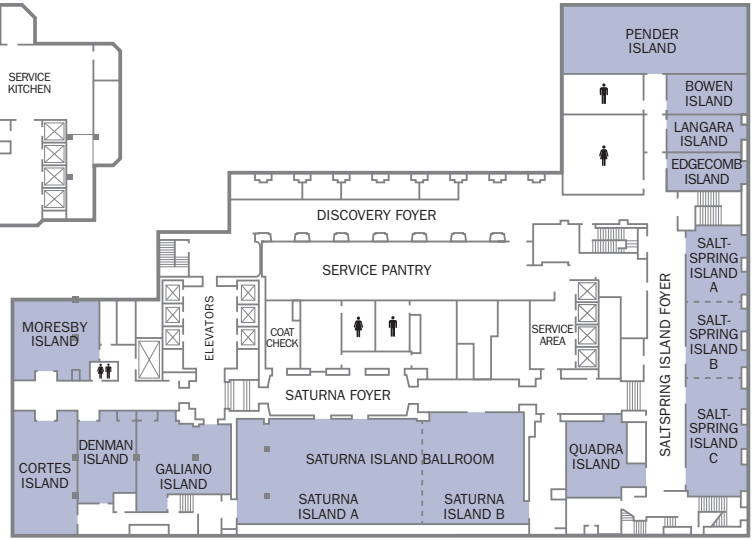 PENDER
ISLAND
SERVICE
KITCHEN
BOWEN
ISLAND
LANGARA
ISLAND
EDGECOMB
ISLAND
DISCOVERY FOYER
SERVICE PANTRY
SALT-
SPRING
ISLAND
A
ELEVATORS
SALTSPRING ISLAND FOYER
MORESBY
ISLAND
COAT
CHECK
SERVICE
AREA
SALT-
SPRING
ISLAND
B
SATURNA FOYER
SALT-
SPRING
ISLAND
C
CORTES
ISLAND
DENMAN
ISLAND
GALIANO
ISLAND
SATURNA ISLAND BALLROOM
SATURNA
ISLAND A
SATURNA
ISLAND B
QUADRA
ISLAND